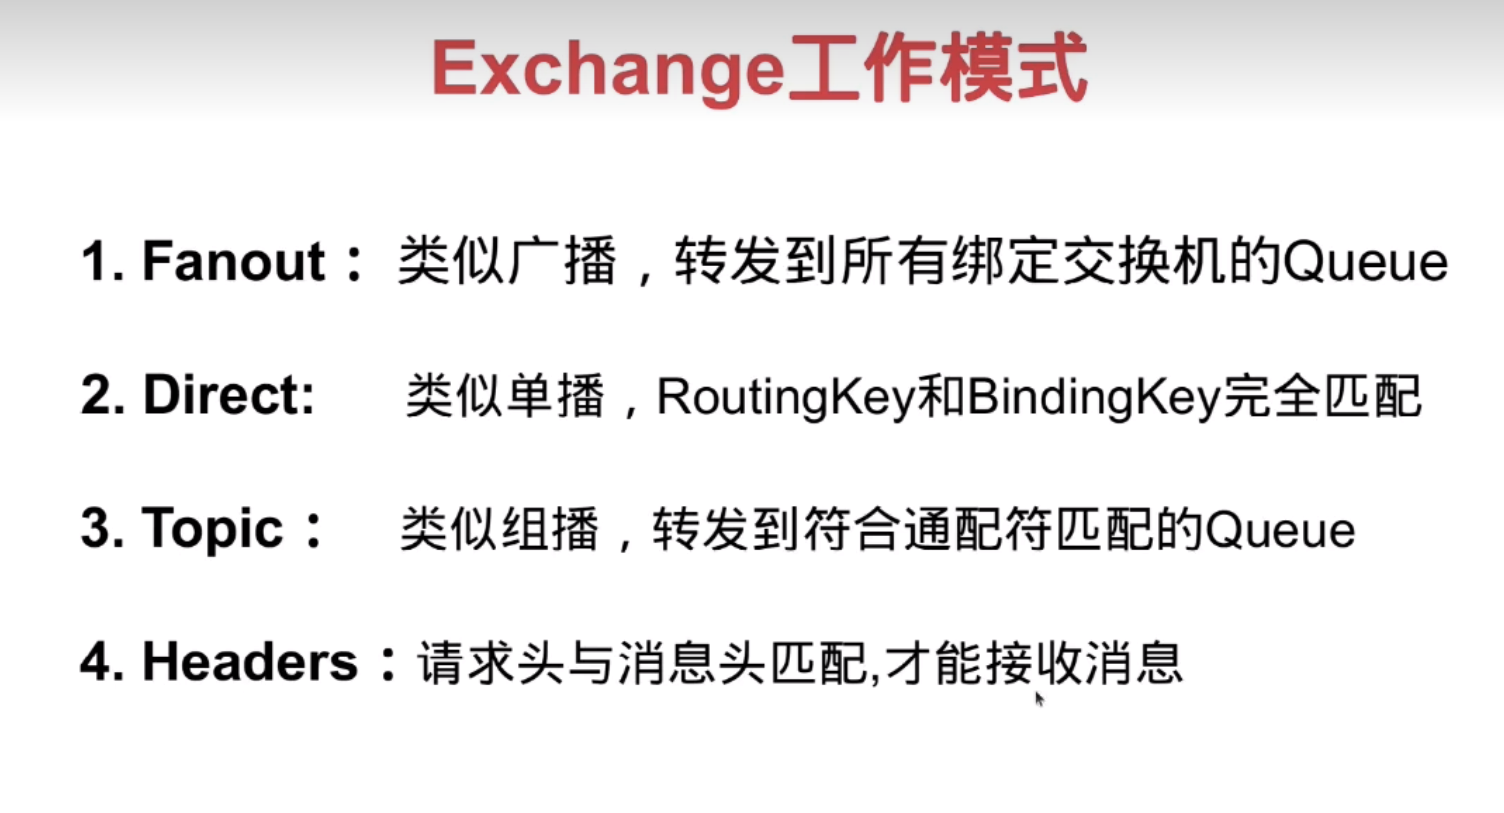 Exchange工作模式
1. Fanout： 类似广播，转发到所有绑定交换机的Queue
2. Direct: 类似单播，RoutingKey和BindingKey完全匹配
3. Topic： 类似组播，转发到符合通配符匹配的Queue
4. Headers：请求头与消息头匹配,才能接收消息